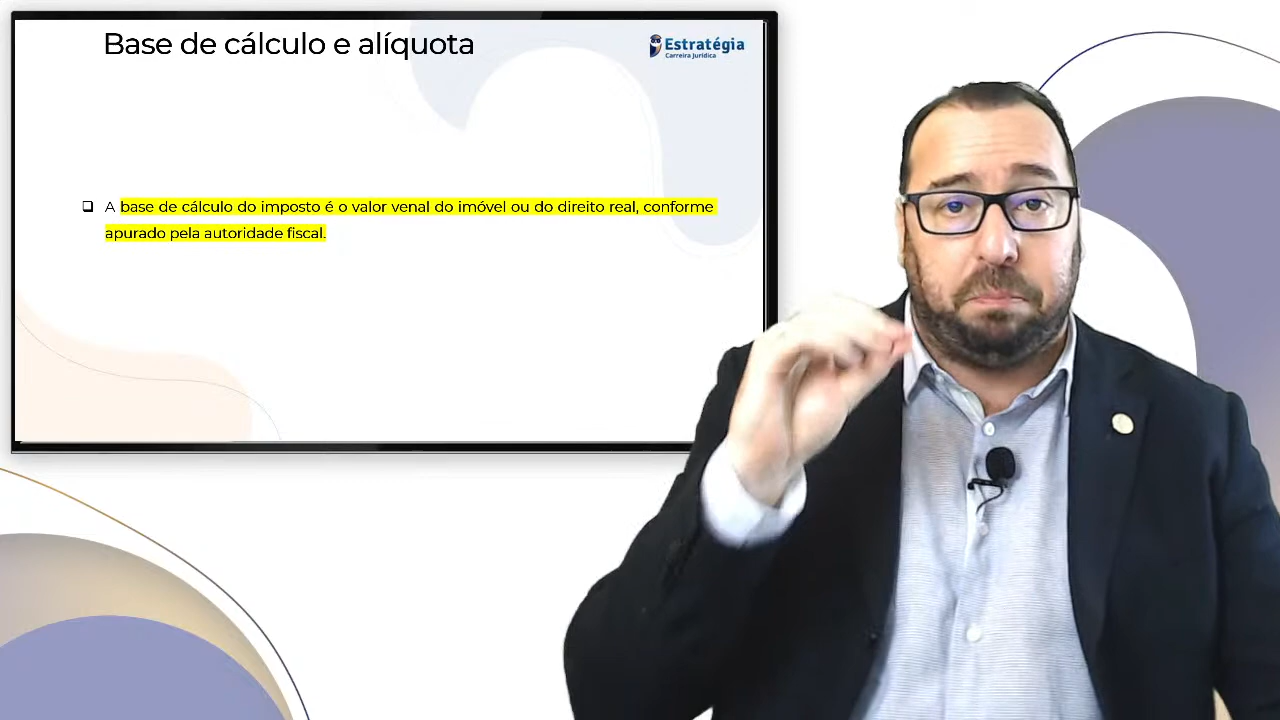 Base de cálculo e alíquota
Estratégia
Carreira Jurídica
A base de cálculo do imposto é o valor venal do imóvel ou do direito real, conforme
apurado pela autoridade fiscal.